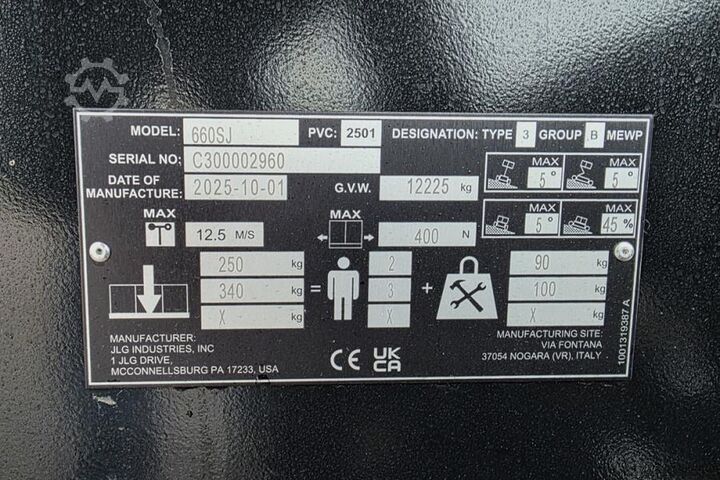 MODEL: 660SJ PVC: 2501 DESIGNATION: TYPE 3 GROUP B MEWP
SERIAL NO: C300002960
DATE OF MANUFACTURE: 2025-10-01 G.V.W. 12225 kg
MAX 5° MAX 5°
MAX 5° MAX 45%
MAX 12.5 M/S MAX 400 N
250 kg = 2 + 90 kg
340 kg 3 100 kg
X kg X X kg
MANUFACTURER:
JLG INDUSTRIES, INC
1 JLG DRIVE,
MCCONNELLSBURG PA 17233, USA
CE UK CA
MANUFACTURING SITE:
VIA FONTANA
37054 NOGARA (VR), ITALY
1001319387 A